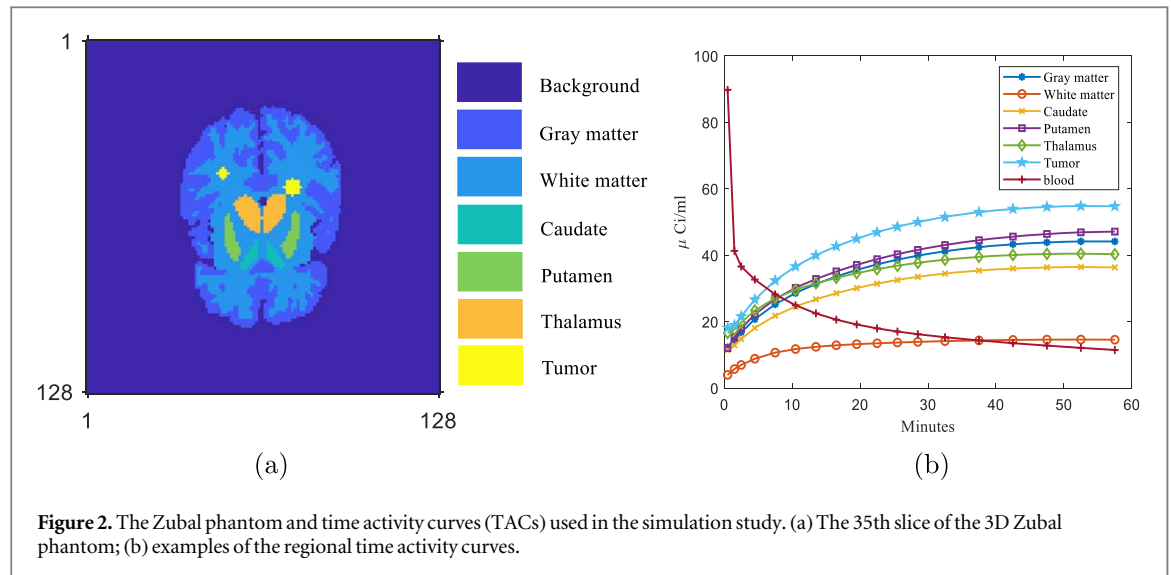 1
128
1
128
Background
Gray matter
White matter
Caudate
Putamen
Thalamus
Tumor
(a)
100
80
60
40
20
0
μ Ci/ml
0 10 20 30 40 50 60
Minutes
Gray matter
White matter
Caudate
Putamen
Thalamus
Tumor
blood
(b)
Figure 2. The Zubal phantom and time activity curves (TACs) used in the simulation study. (a) The 35th slice of the 3D Zubal
phantom; (b) examples of the regional time activity curves.